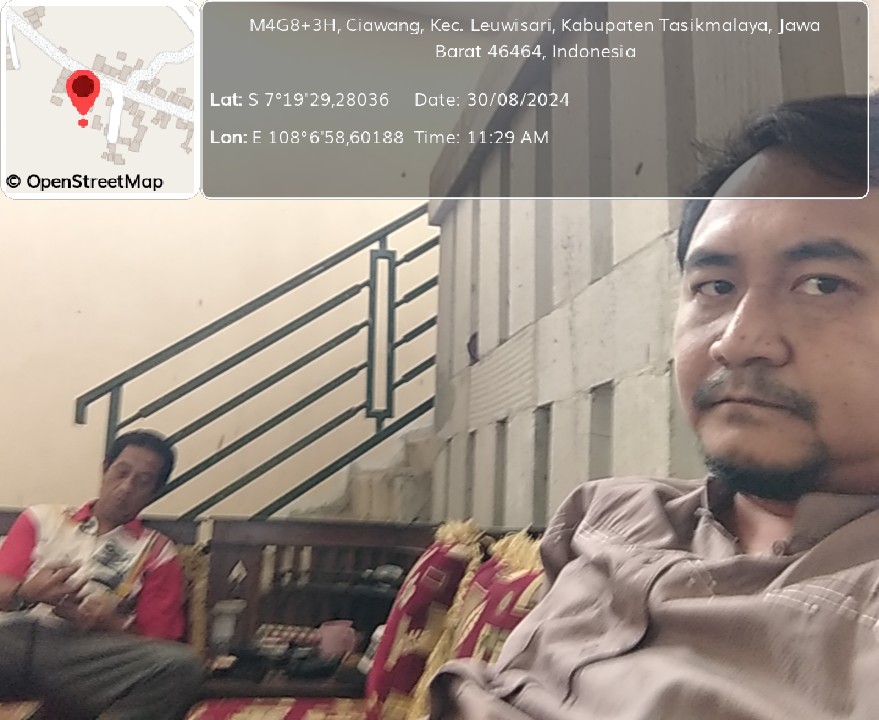 M4G8+3H, Ciawang, Kec. Leuwisari, Kabupaten Tasikmalaya, Jawa
Barat 46464, Indonesia
Lat: S 7°19'29,28036 Date: 30/08/2024
Lon: E 108°6'58,60188 Time: 11:29 AM
© OpenStreetMap